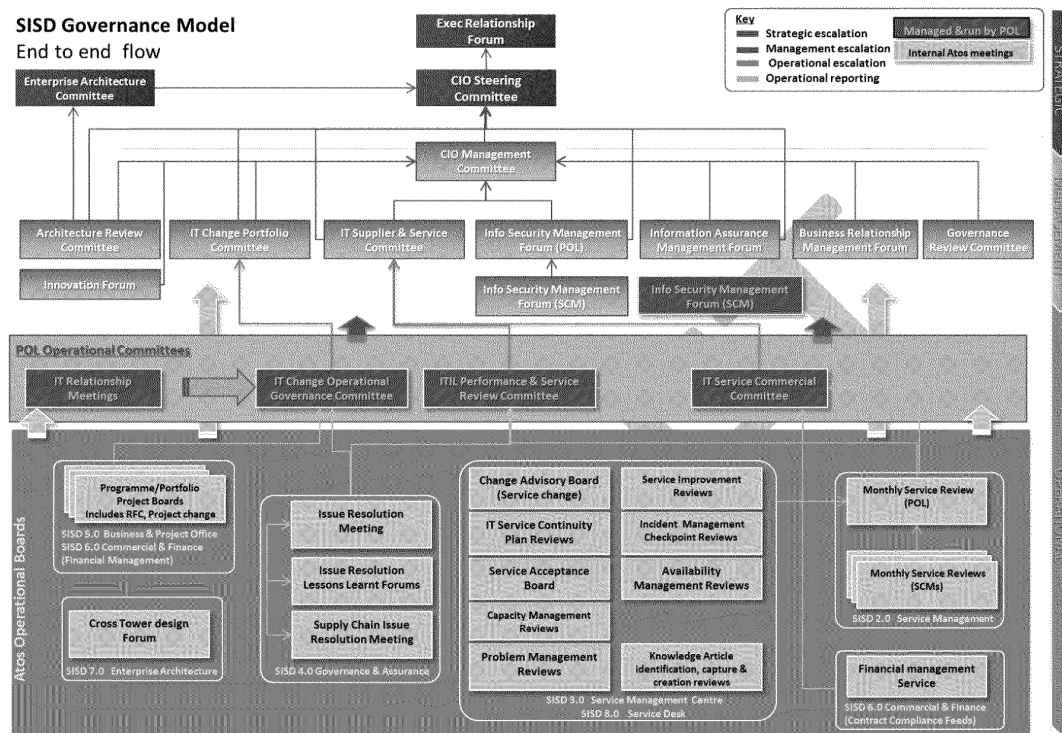 SISD Governance Model
End to end flow
Key
Strategic escalation
Management escalation
Operational escalation
Operational reporting
Managed &run by POL
Internal Atos meetings
Exec Relationship
Forum
Enterprise Architecture
Committee
CIO Steering
Committee
CIO Management
Committee
Architecture Review
Committee
IT Change Portfolio
Committee
IT Supplier & Service
Committee
Info Security Management
Forum (POL)
Information Assurance
Management Forum
Business Relationship
Management Forum
Governance
Review Committee
Innovation Forum
Info Security Management
Forum (SCM)
Info Security Management
Forum (SCM)
STRATEGIC
POL Operational Committees
IT Relationship
Meetings
IT Change Operational
Governance Committee
ITIL Performance & Service
Review Committee
IT Service Commercial
Committee
Atos Operational Boards
Programme/Portfolio
Project Boards
Includes RFC, Project change
SISD 5.0 Business & Project Office
SISD 6.0 Commercial & Finance
(Financial Management)
Cross Tower design
Forum
SISD 7.0 Enterprise Architecture
Issue Resolution
Meeting
Issue Resolution
Lessons Learnt Forums
Supply Chain Issue
Resolution Meeting
SISD 4.0 Governance & Assurance
Change Advisory Board
(Service change)
IT Service Continuity
Plan Reviews
Service Acceptance
Board
Capacity Management
Reviews
Problem Management
Reviews
Service Improvement
Reviews
Incident Management
Checkpoint Reviews
Availability
Management Reviews
Knowledge Article
identification, capture &
creation reviews
SISD 3.0 Service Management Centre
SISD 8.0 Service Desk
Monthly Service Review
(POL)
Monthly Service Reviews
(SCMs)
SISD 2.0 Service Management
Financial management
Service
SISD 6.0 Commercial & Finance
(Contract Compliance Feeds)